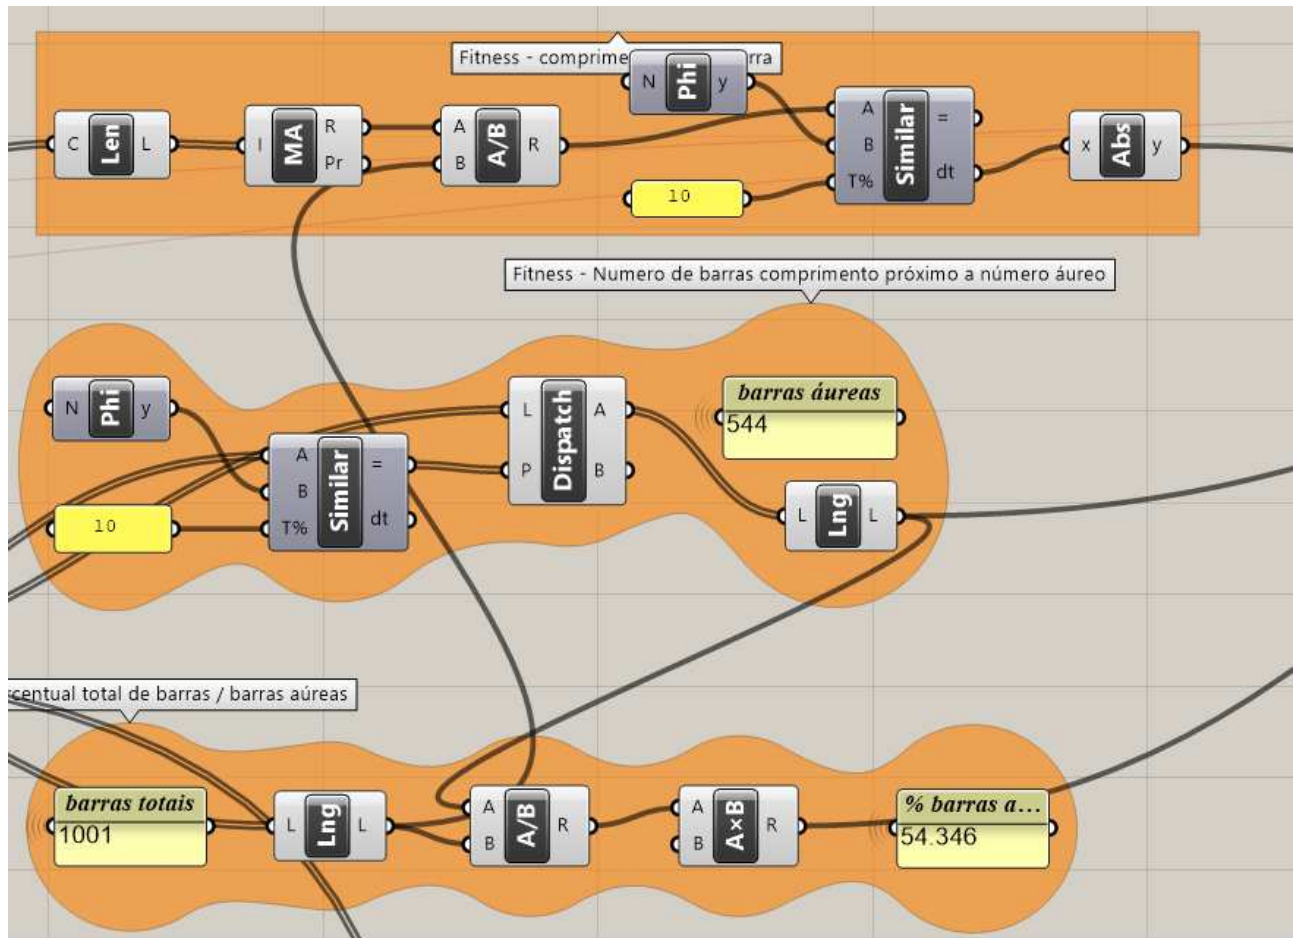 Fitness - comprime rra
N Phi y
C Len L
I MA R Pr
A B A/B R
A B T% Similar = dt
x Abs y
10
Fitness - Numero de barras comprimento próximo a número áureo
N Phi y
A B T% Similar = dt
10
L P Dispatch A B
barras áureas
544
L Lng L
centual total de barras / barras aúreas
barras totais
1001
L Lng L
A B A/B R
A B A×B R
% barras a...
54.346